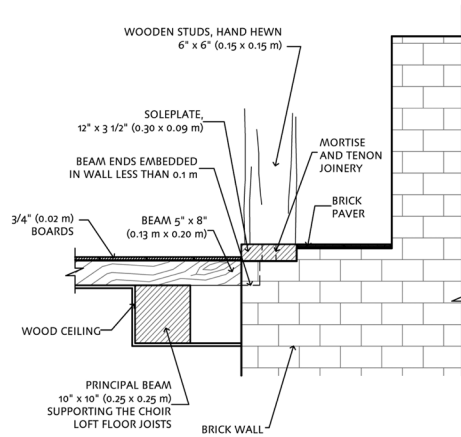 WOODEN STUDS, HAND HEWN
6" x 6" (0.15 x 0.15 m)
SOLEPLATE,
12" x 3 1/2" (0.30 x 0.09 m)
MORTISE
AND TENON
JOINERY
BEAM ENDS EMBEDDED
IN WALL LESS THAN 0.1 m
BRICK
PAVER
3/4" (0.02 m)
BOARDS
BEAM 5" x 8"
(0.13 m x 0.20 m)
WOOD CEILING
PRINCIPAL BEAM
10" x 10" (0.25 x 0.25 m)
SUPPORTING THE CHOIR
LOFT FLOOR JOISTS
BRICK WALL